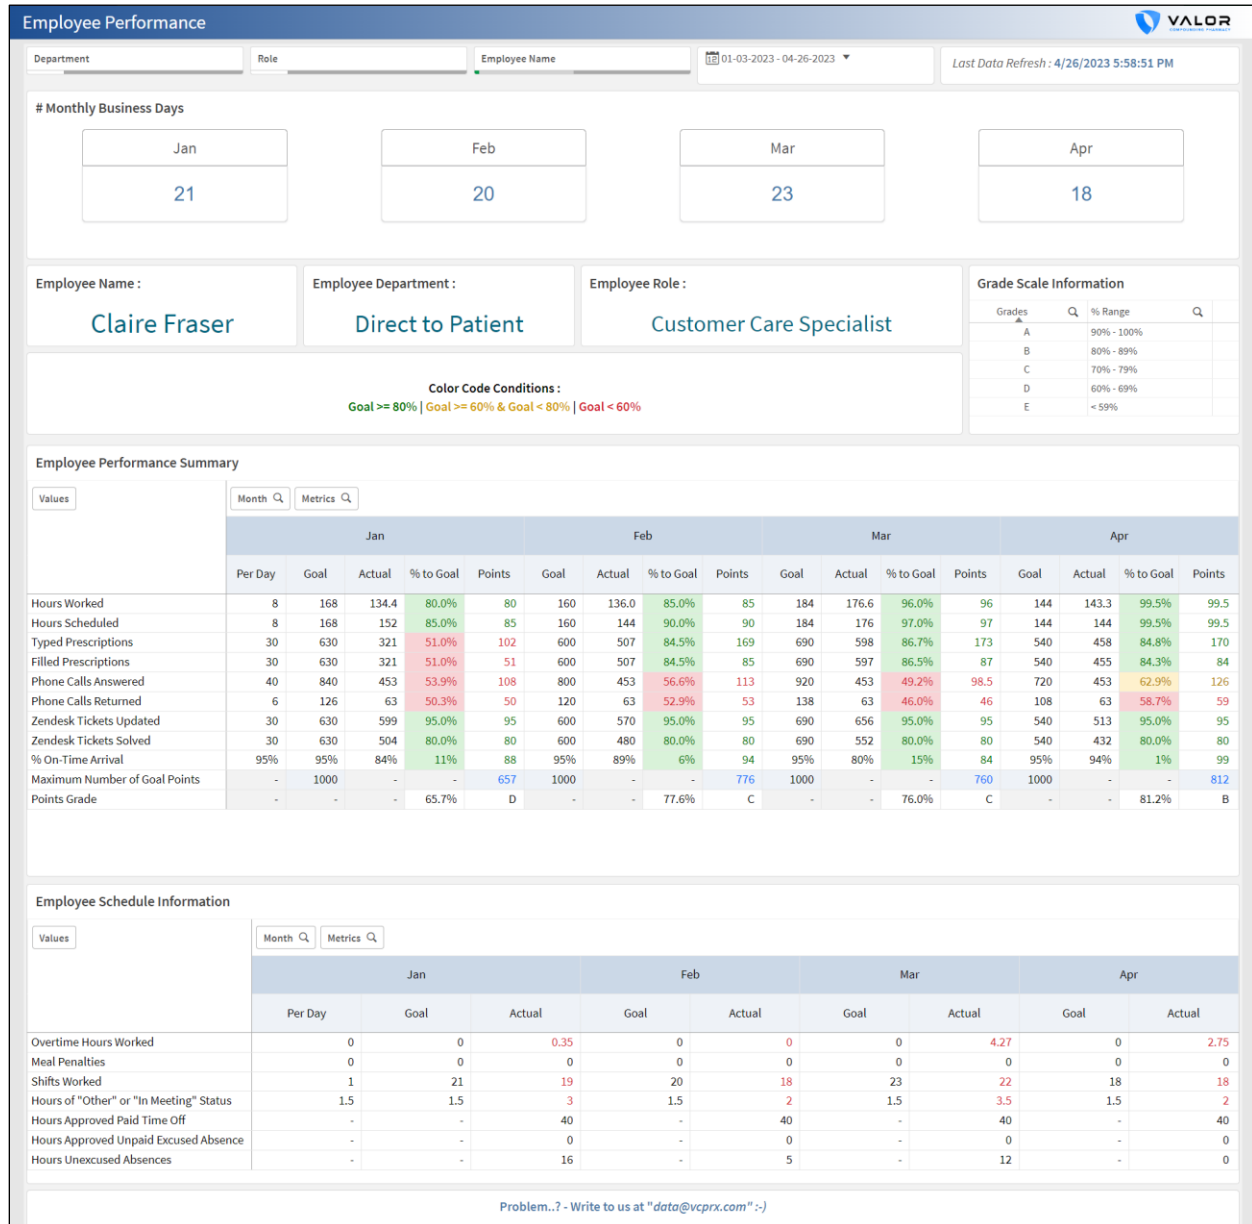 Employee Performance
VALOR
COMPOUNDING PHARMACY
Department Role Employee Name 01-03-2023 - 04-26-2023 Last Data Refresh : 4/26/2023 5:58:51 PM
# Monthly Business Days
Jan Feb Mar Apr
21 20 23 18
Employee Name : Employee Department : Employee Role :
Claire Fraser Direct to Patient Customer Care Specialist
Grade Scale Information
Grades % Range
A 90% - 100%
B 80% - 89%
C 70% - 79%
D 60% - 69%
E < 59%
Color Code Conditions :
Goal >= 80% | Goal >= 60% & Goal < 80% | Goal < 60%
Employee Performance Summary
Values Month Metrics
Jan Feb Mar Apr
Per Day Goal Actual % to Goal Points Goal Actual % to Goal Points Goal Actual % to Goal Points Goal Actual % to Goal Points
Hours Worked 8 168 134.4 80.0% 80 160 136.0 85.0% 85 184 176.6 96.0% 96 144 143.3 99.5% 99.5
Hours Scheduled 8 168 152 85.0% 85 160 144 90.0% 90 184 176 97.0% 97 144 144 99.5% 99.5
Typed Prescriptions 30 630 321 51.0% 102 600 507 84.5% 169 690 598 86.7% 173 540 458 84.8% 170
Filled Prescriptions 30 630 321 51.0% 51 600 507 84.5% 85 690 597 86.5% 87 540 455 84.3% 84
Phone Calls Answered 40 840 453 53.9% 108 800 453 56.6% 113 920 453 49.2% 98.5 720 453 62.9% 126
Phone Calls Returned 6 126 63 50.3% 50 120 63 52.9% 53 138 63 46.0% 46 108 63 58.7% 59
Zendesk Tickets Updated 30 630 599 95.0% 95 600 570 95.0% 95 690 656 95.0% 95 540 513 95.0% 95
Zendesk Tickets Solved 30 630 504 80.0% 80 600 480 80.0% 80 690 552 80.0% 80 540 432 80.0% 80
% On-Time Arrival 95% 95% 84% 11% 88 95% 89% 6% 94 95% 80% 15% 84 95% 94% 1% 99
Maximum Number of Goal Points - 1000 - - 657 1000 - - 776 1000 - - 760 1000 - - 812
Points Grade - - - 65.7% D - - 77.6% C - - 76.0% C - - 81.2% B
Employee Schedule Information
Values Month Metrics
Jan Feb Mar Apr
Per Day Goal Actual Goal Actual Goal Actual Goal Actual
Overtime Hours Worked 0 0 0.35 0 0 0 4.27 0 2.75
Meal Penalties 0 0 0 0 0 0 0 0 0
Shifts Worked 1 21 19 20 18 23 22 18 18
Hours of "Other" or "In Meeting" Status 1.5 1.5 3 1.5 2 1.5 3.5 1.5 2
Hours Approved Paid Time Off - - 40 - 40 - 40 - 40
Hours Approved Unpaid Excused Absence - - 0 - 0 - 0 - 0
Hours Unexcused Absences - - 16 - 5 - 12 - 0
Problem..? - Write to us at "data@vcprx.com" :-)